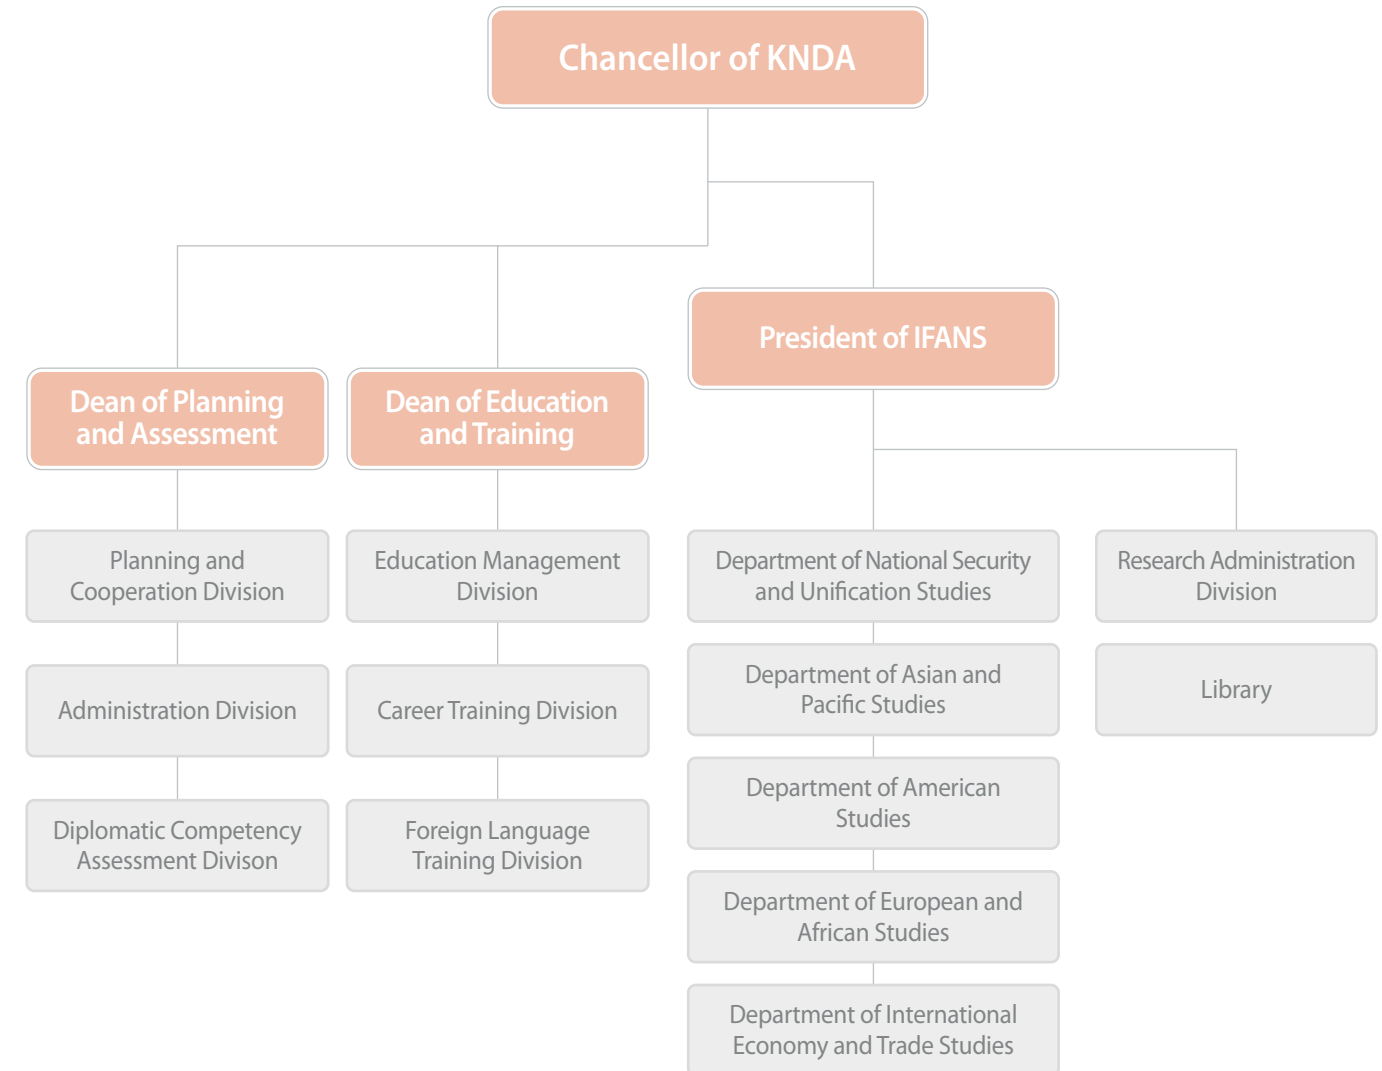 Chancellor of KNDA
President of IFANS
Dean of Planning
and Assessment
Dean of Education
and Training
Planning and
Cooperation Division
Administration Division
Diplomatic Competency
Assessment Divison
Education Management
Division
Career Training Division
Foreign Language
Training Division
Department of National Security
and Unification Studies
Department of Asian and
Pacific Studies
Department of American
Studies
Department of European and
African Studies
Department of International
Economy and Trade Studies
Research Administration
Division
Library